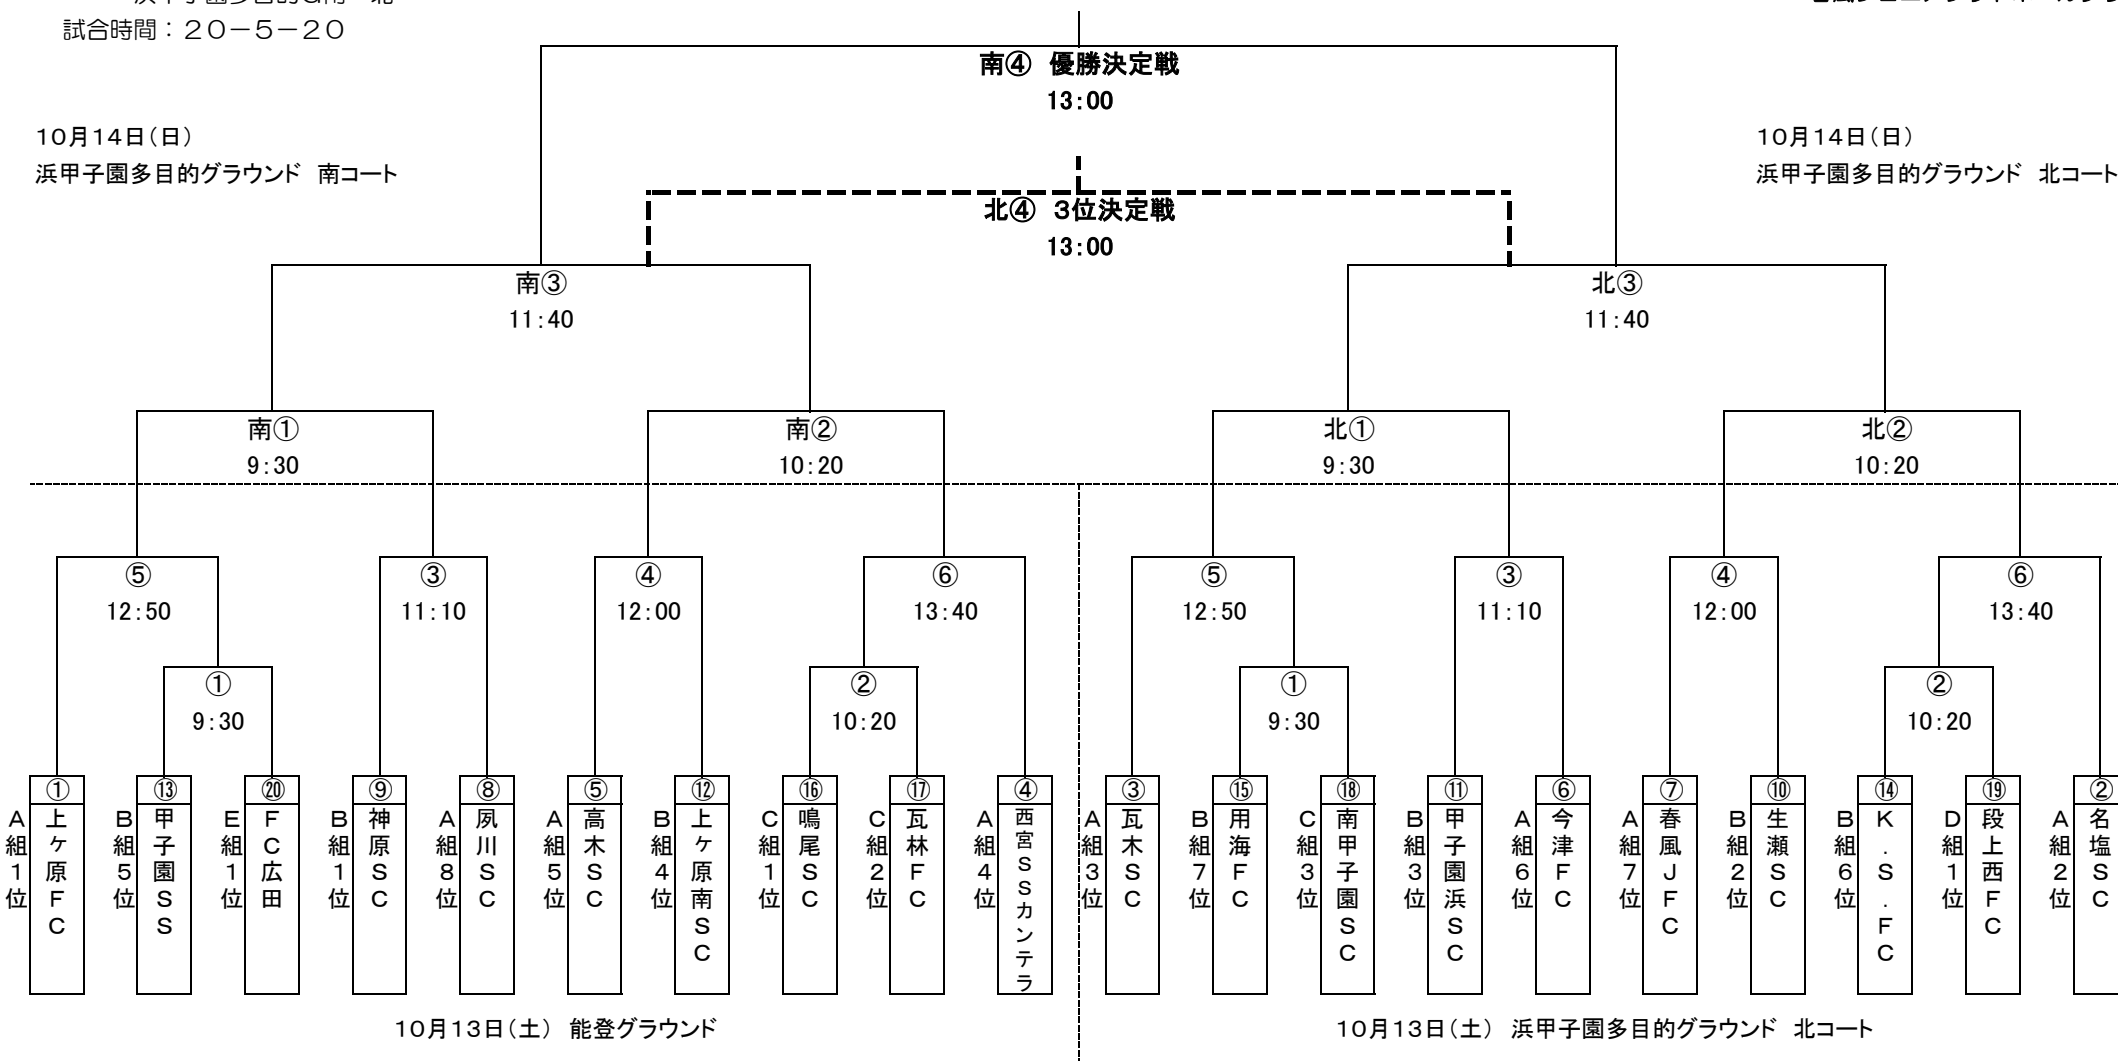 試合時間：２０－５－２０
南④　優勝決定戦
13:00
10月14日（日）
浜甲子園多目的グラウンド　南コート
10月14日（日）
浜甲子園多目的グラウンド　北コート
北④　3位決定戦
13:00
南③
11:40
北③
11:40
南①
9:30
南②
10:20
北①
9:30
北②
10:20
⑤
12:50
③
11:10
④
12:00
⑥
13:40
⑤
12:50
③
11:10
④
12:00
⑥
13:40
①
9:30
②
10:20
①
9:30
②
10:20
A組1位
① 上ヶ原FC
B組5位
⑬ 甲子園SS
E組1位
⑳ FC広田
B組1位
⑨ 神原SC
A組8位
⑧ 夙川SC
A組5位
⑤ 高木SC
B組4位
⑫ 上ヶ原南SC
C組1位
⑯ 鳴尾SC
C組2位
⑰ 瓦林FC
A組4位
④ 西宮SSカンテラ
A組3位
③ 瓦木SC
B組7位
⑮ 用海FC
C組3位
⑱ 南甲子園SC
B組3位
⑪ 甲子園浜SC
A組6位
⑥ 今津FC
A組7位
⑦ 春風JFC
B組2位
⑩ 生瀬SC
B組6位
⑭ K.S.FC
D組1位
⑲ 段上西FC
A組2位
② 名塩SC
10月13日（土）　能登グラウンド
10月13日（土）　浜甲子園多目的グラウンド　北コート